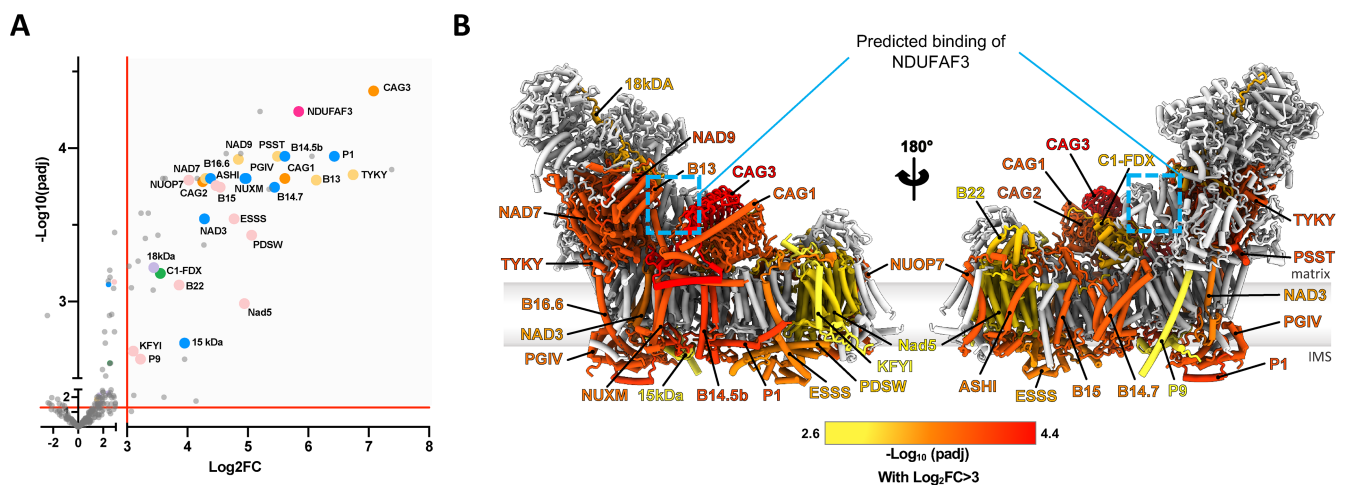 A
-Log10(padj)
4
3
2
1
-2
0
2
3
4
5
6
7
8
Log2FC
CAG3
NDUFAF3
NAD9
PSST
B14.5b
P1
B16.6
PGIV
CAG1
NAD7
ASHI
TYKY
NUOP7
NUXM
B13
CAG2
B15
B14.7
NAD3
ESSS
PDSW
18kDa
C1-FDX
B22
Nad5
KFYI
15 kDa
P9
B
Predicted binding of
NDUFAF3
18kDA
NAD9
B13
CAG3
CAG1
NAD7
TYKY
B16.6
NAD3
PGIV
NUXM
15kDa
B14.5b
P1
ESSS
PDSW
KFYI
Nad5
NUOP7
180°
CAG3
CAG1
C1-FDX
CAG2
B22
TYKY
PSST
matrix
NAD3
PGIV
IMS
P1
ASHI
ESSS
B15
B14.7
P9
2.6
4.4
-Log10 (padj)
With Log2FC>3